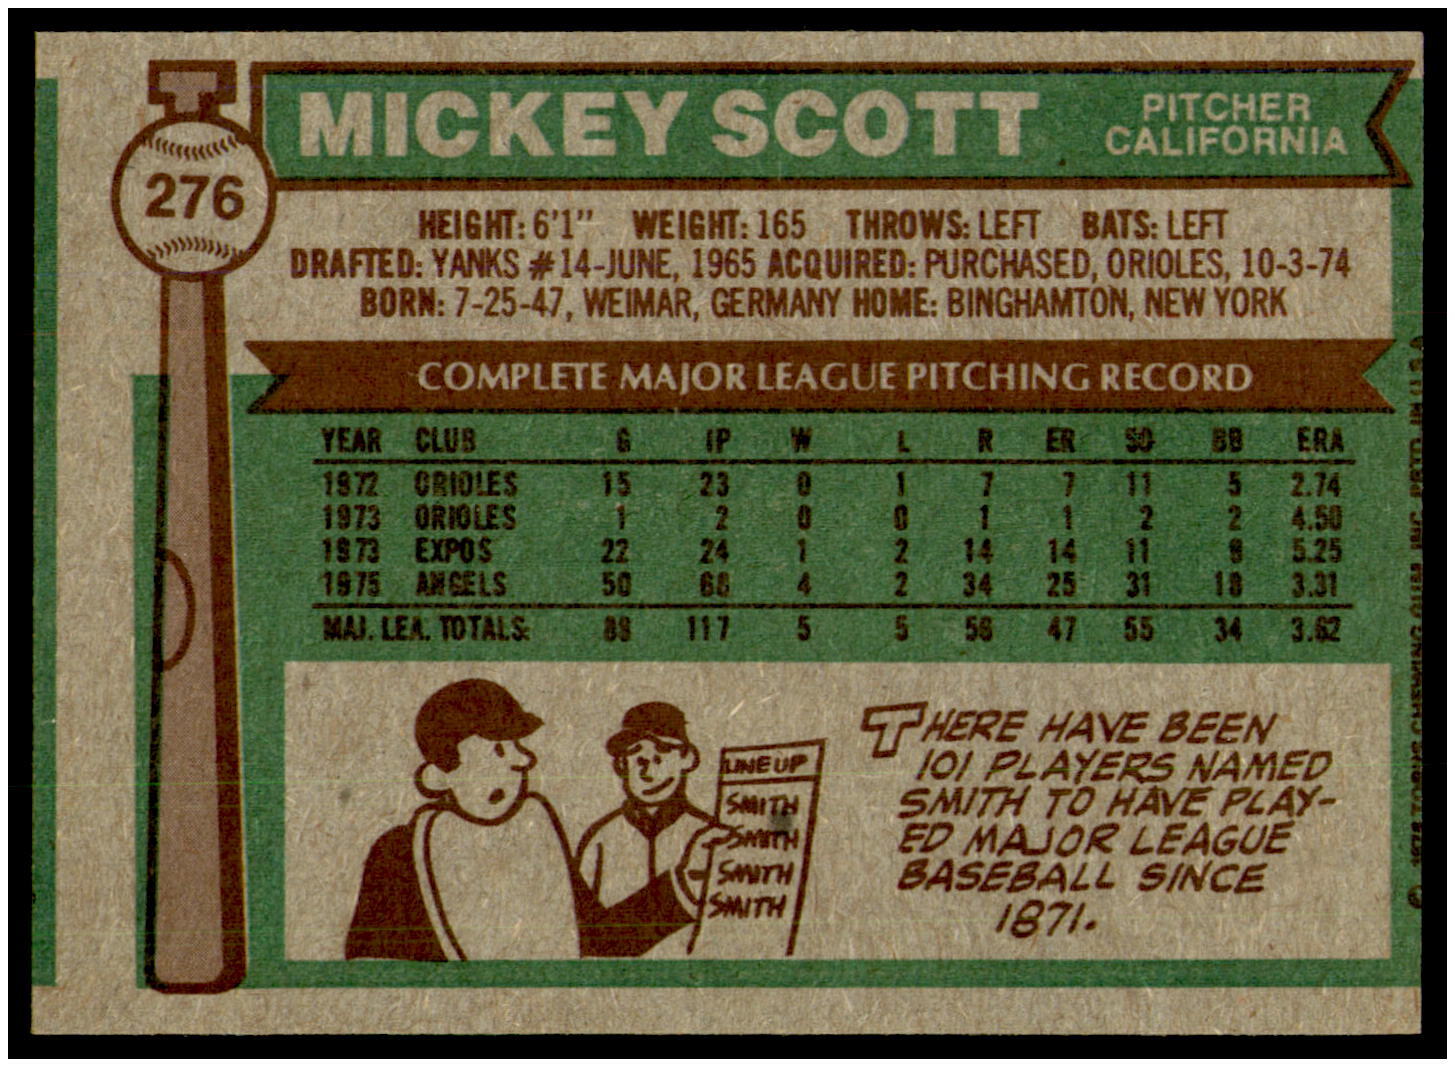 MICKEY SCOTT
PITCHER
CALIFORNIA
276
HEIGHT: 6'1" WEIGHT: 165 THROWS: LEFT BATS: LEFT
DRAFTED: YANKS #14-JUNE, 1965 ACQUIRED: PURCHASED, ORIOLES, 10-3-74
BORN: 7-25-47, WEIMAR, GERMANY HOME: BINGHAMTON, NEW YORK
COMPLETE MAJOR LEAGUE PITCHING RECORD
YEAR CLUB G IP W L R ER SO BB ERA
1972 ORIOLES 15 23 0 1 7 7 11 5 2.74
1973 ORIOLES 1 2 0 0 1 1 2 2 4.50
1973 EXPOS 22 24 1 2 14 14 11 9 5.25
1975 ANGELS 50 68 4 2 34 25 31 18 3.31
MAJ. LEA. TOTALS: 88 117 5 5 56 47 55 34 3.62
LINE UP
SMITH
SMITH
SMITH
SMITH
THERE HAVE BEEN
101 PLAYERS NAMED
SMITH TO HAVE PLAY-
ED MAJOR LEAGUE
BASEBALL SINCE
1871.